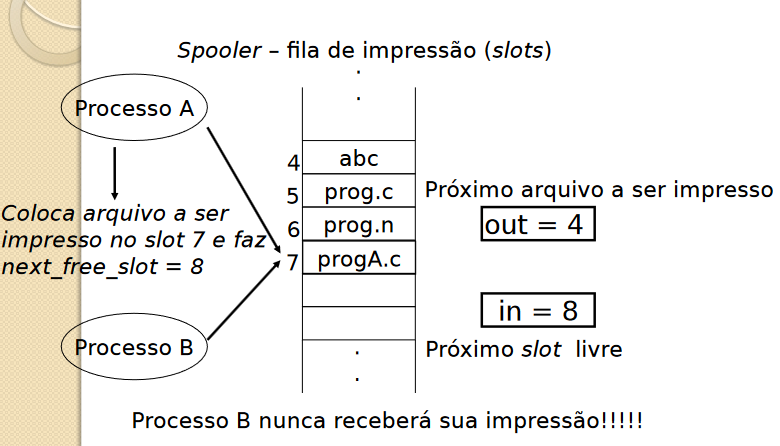 Spooler – fila de impressão (slots)
.
.
Processo A
4 abc
5 prog.c
Próximo arquivo a ser impresso
Coloca arquivo a ser
impresso no slot 7 e faz
next_free_slot = 8
6 prog.n
out = 4
7 progA.c
in = 8
Processo B
Próximo slot livre
.
.
Processo B nunca receberá sua impressão!!!!!